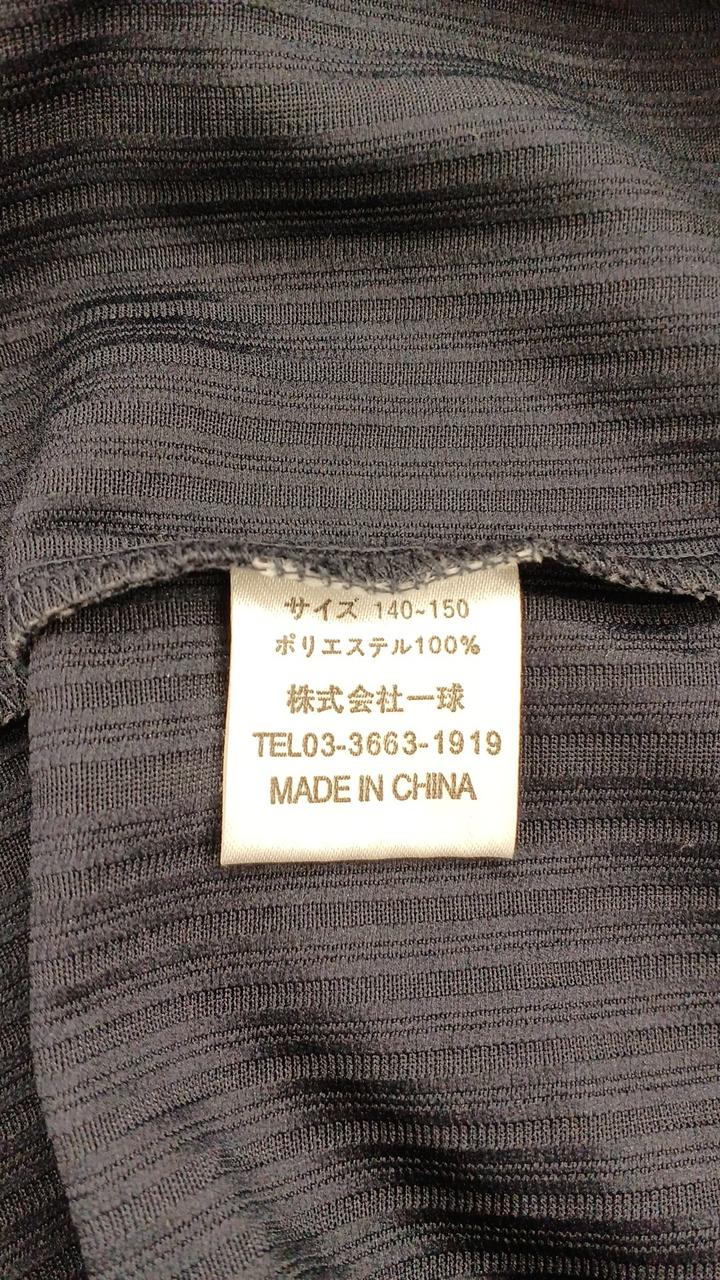 サイズ 140~150
ポリエステル100%
株式会社一球
TEL03-3663-1919
MADE IN CHINA